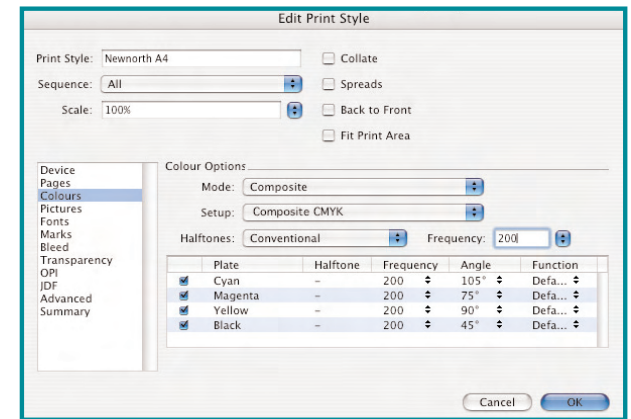 Edit Print Style
Print Style: Newnorth A4
Collate
Sequence: All
Spreads
Scale: 100%
Back to Front
Fit Print Area
Device
Pages
Colours
Pictures
Fonts
Marks
Bleed
Transparency
OPI
JDF
Advanced
Summary
Colour Options
Mode: Composite
Setup: Composite CMYK
Halftones: Conventional Frequency: 200
Plate Halftone Frequency Angle Function
Cyan – 200 105° Defa...
Magenta – 200 75° Defa...
Yellow – 200 90° Defa...
Black – 200 45° Defa...
Cancel OK